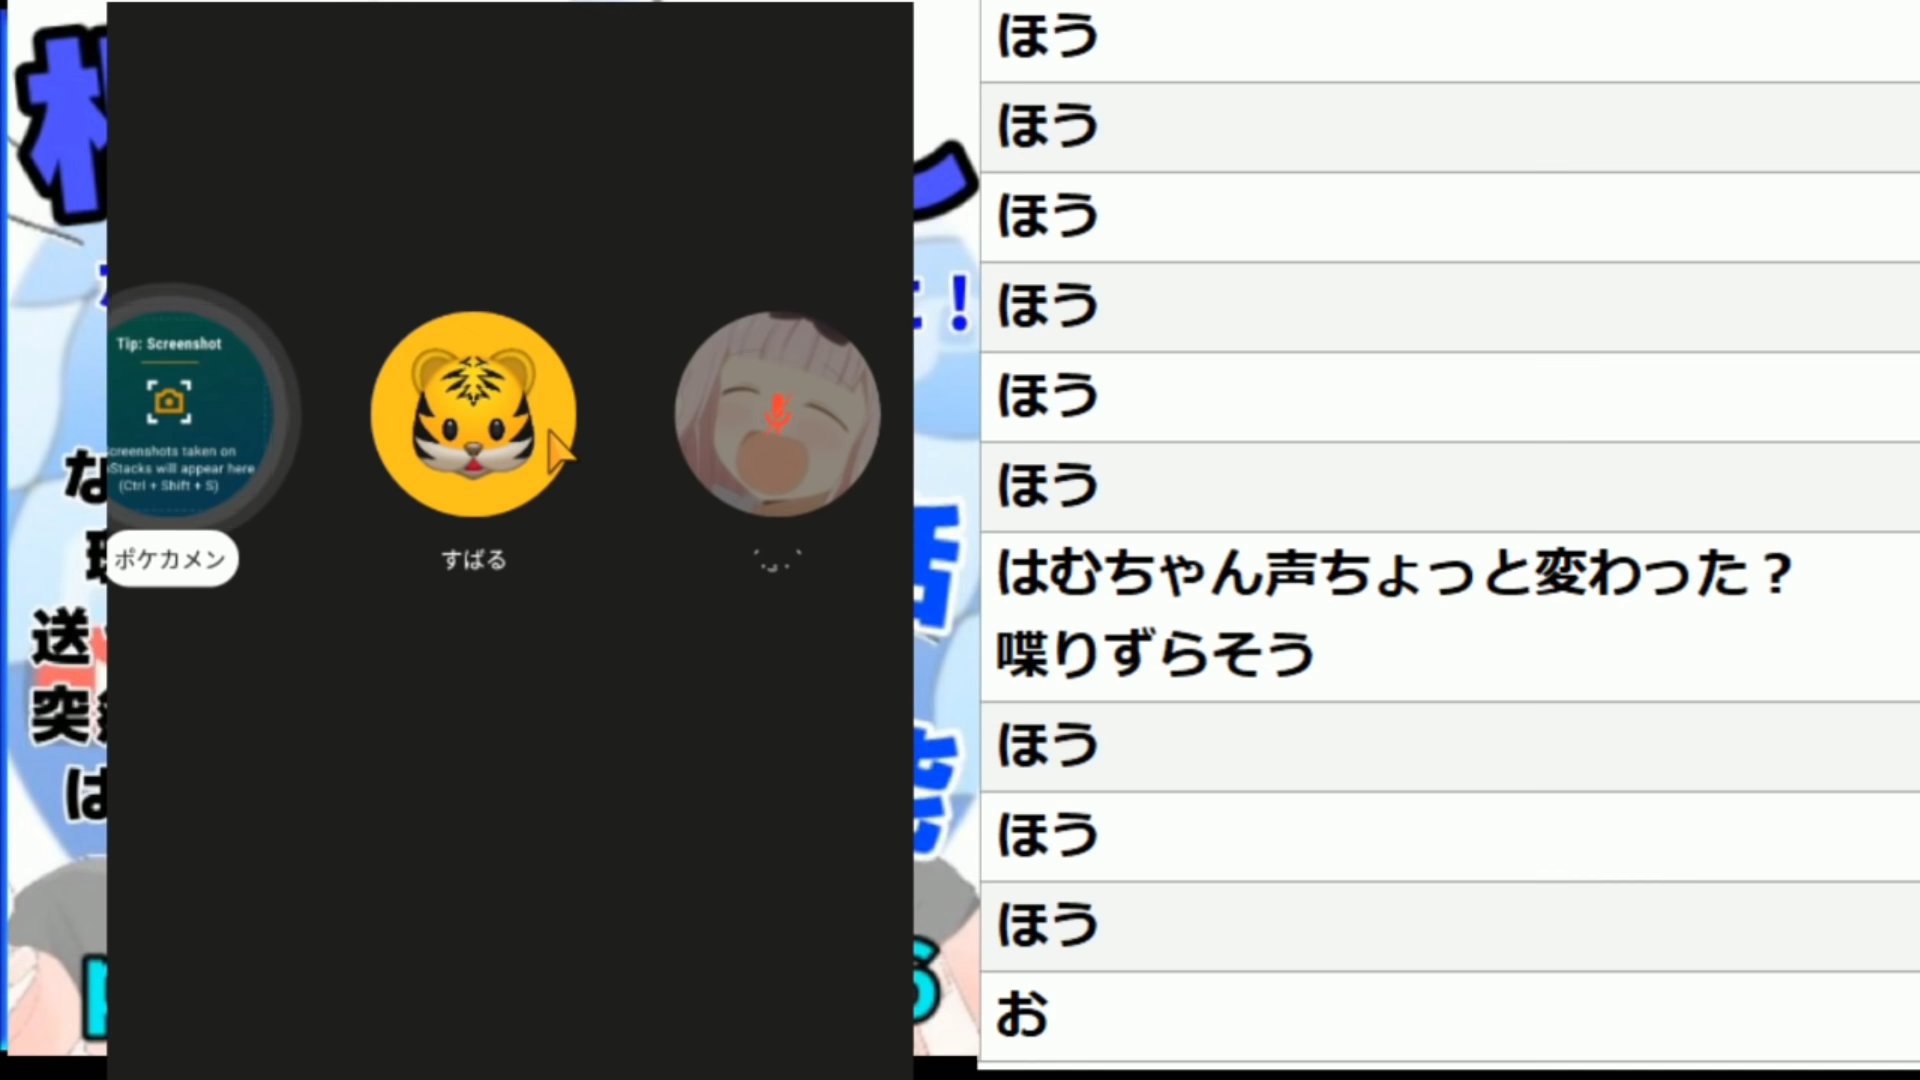 Tip: Screenshot
creenshots taken on
Stacks will appear here
(Ctrl + Shift + S)
ポケカメン
すばる
！
送
突
は
ほう
ほう
ほう
ほう
ほう
ほう
はむちゃん声ちょっと変わった？
喋りずらそう
ほう
ほう
ほう
お